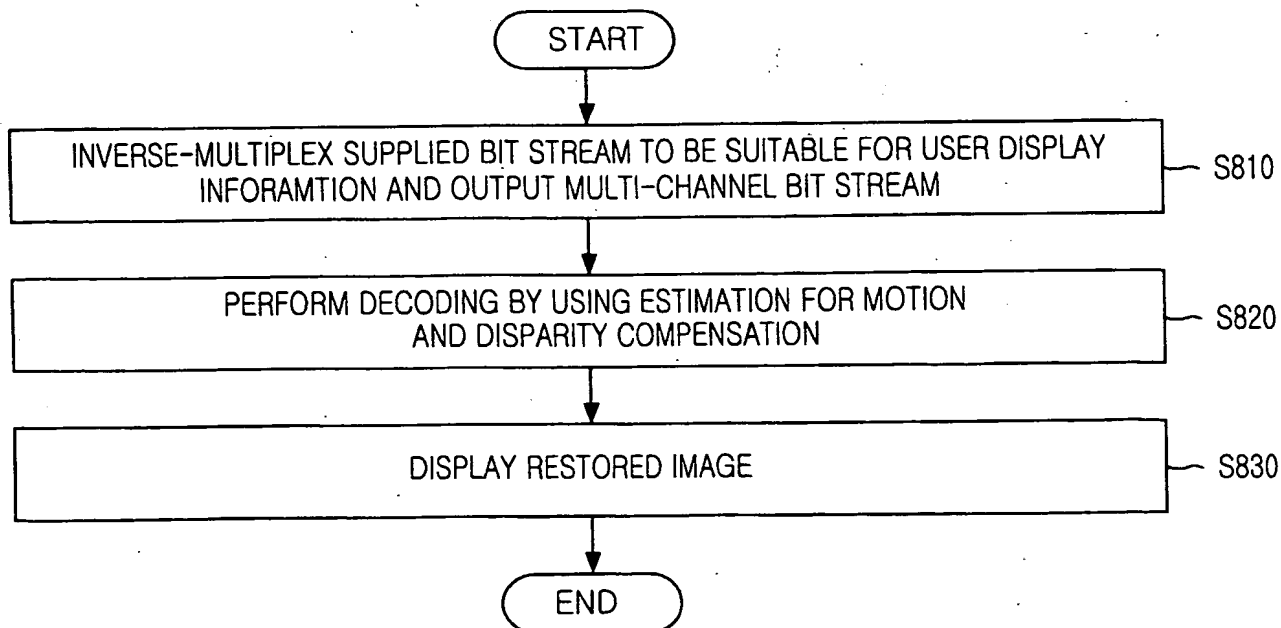 START
INVERSE-MULTIPLEX SUPPLIED BIT STREAM TO BE SUITABLE FOR USER DISPLAY
INFORAMTION AND OUTPUT MULTI-CHANNEL BIT STREAM
S810
PERFORM DECODING BY USING ESTIMATION FOR MOTION
AND DISPARITY COMPENSATION
S820
DISPLAY RESTORED IMAGE
S830
END